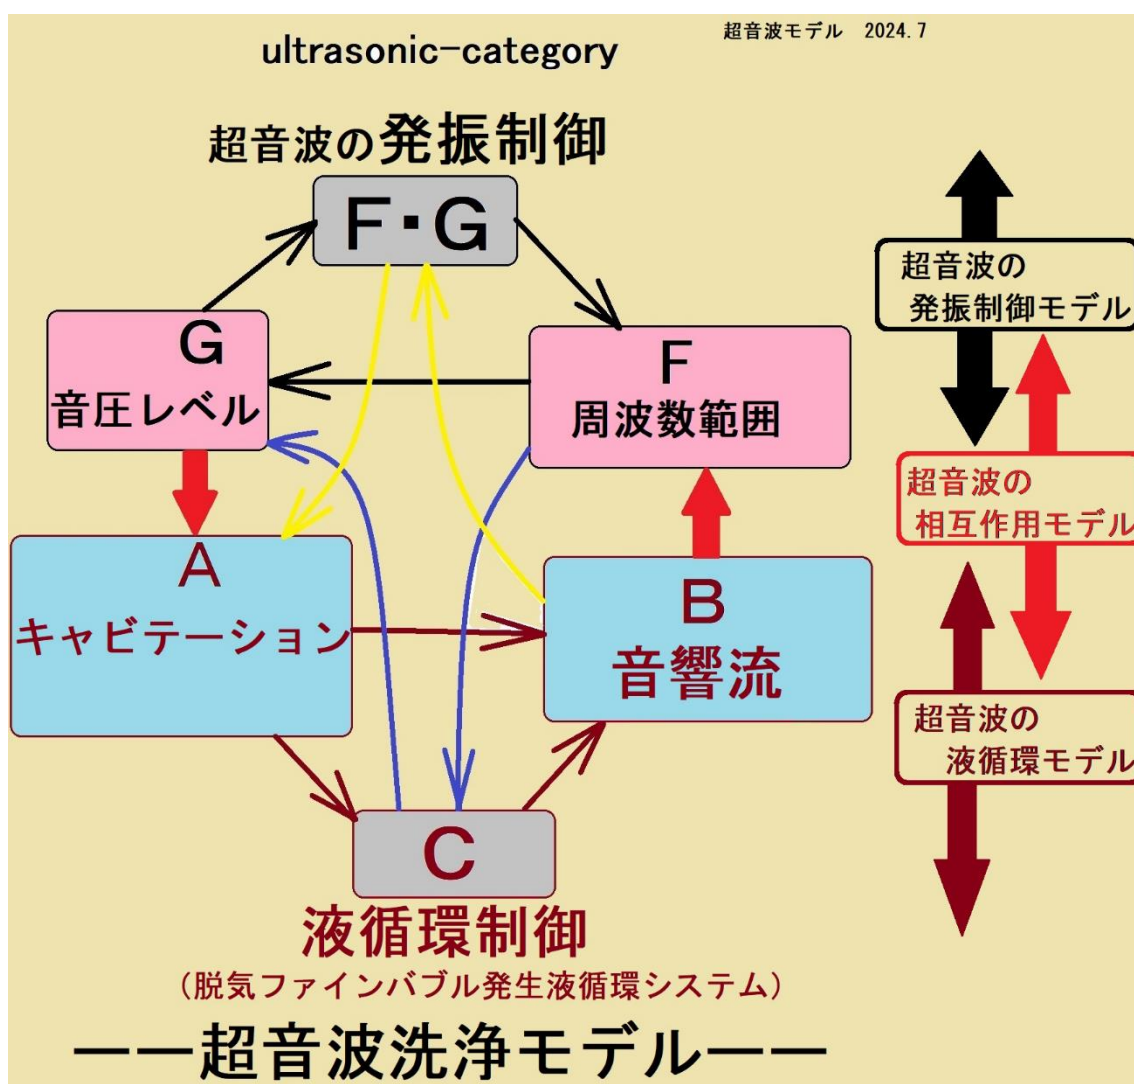 超音波モデル 2024.7
ultrasonic-category
超音波の発振制御
F・G
G
音圧レベル
F
周波数範囲
A
キャビテーション
B
音響流
C
液循環制御
（脱気ファインバブル発生液循環システム）
ーー超音波洗浄モデルーー
超音波の
発振制御モデル
超音波の
相互作用モデル
超音波の
液循環モデル